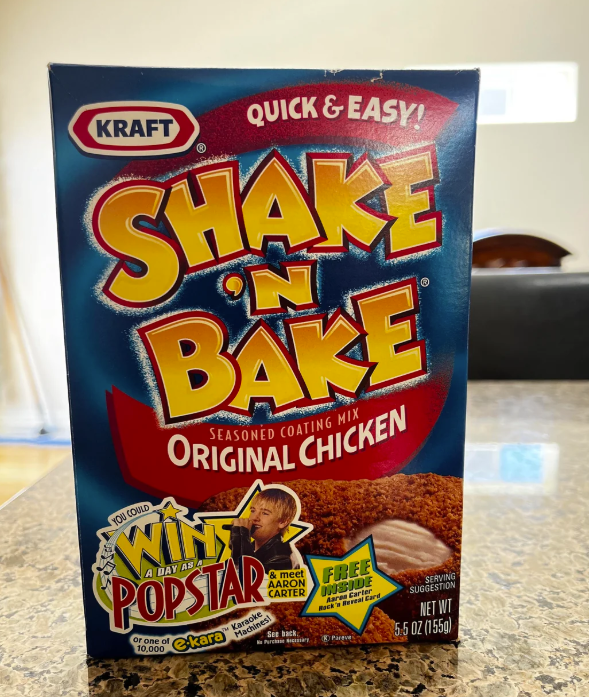 KRAFT®
QUICK & EASY!
SHAKE
'N
BAKE®
SEASONED COATING MIX
ORIGINAL CHICKEN
YOU COULD
WIN
A DAY AS A
POPSTAR
& meet
AARON
CARTER
or one of
10,000
e-kara™
Karaoke
Machines!
FREE
INSIDE
Aaron Carter
Rock 'n Reveal Card
See back.
No Purchase Necessary
Pareve
SERVING
SUGGESTION
NET WT
5.5 OZ (155g)